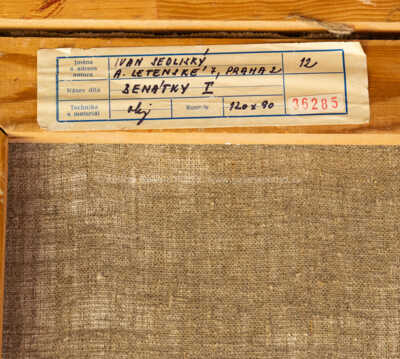 Jméno a adresa autora IVAN SEDLICKÝ 12
A. LETENSKÉ 7, PRAHA 2
Název díla BENÁTKY I
Technika a materiál olej Rozměr 120 x 90 36285